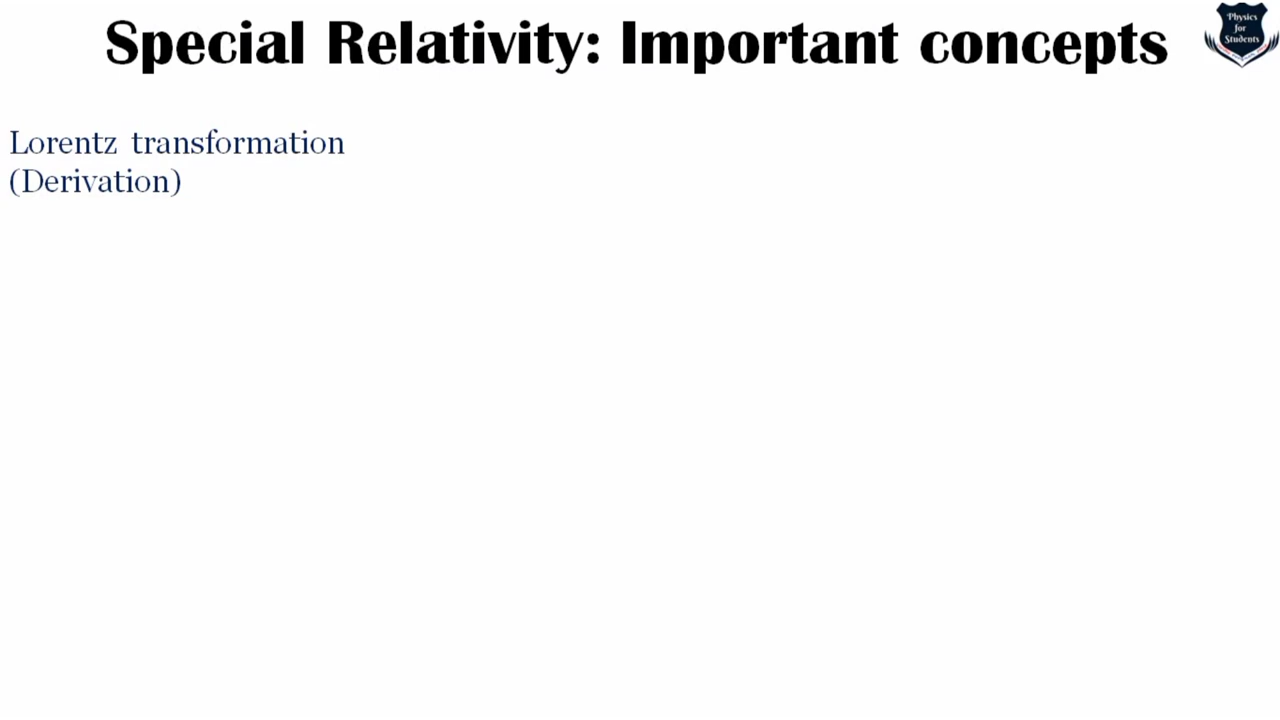 Special Relativity: Important concepts
Physics
for
Students
Lorentz transformation
(Derivation)